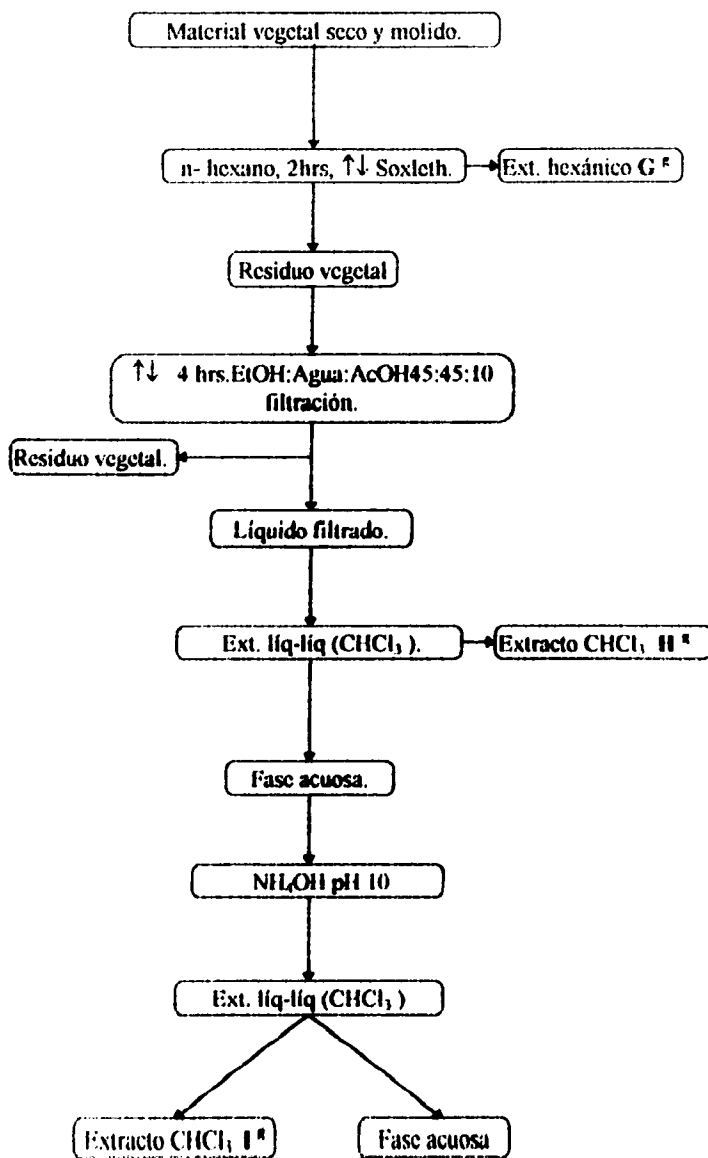 Material vegetal seco y molido.
n- hexano, 2hrs, ↑↓ Soxleth.
Ext. hexánico G ᴿ
Residuo vegetal
↑↓ 4 hrs.EtOH:Agua:AcOH45:45:10
filtración.
Residuo vegetal.
Líquido filtrado.
Ext. líq-líq (CHCl₃ ).
Extracto CHCl₃ H ᴿ
Fase acuosa.
NH₄OH pH 10
Ext. líq-líq (CHCl₃ )
Extracto CHCl₃ I ᴿ
Fase acuosa